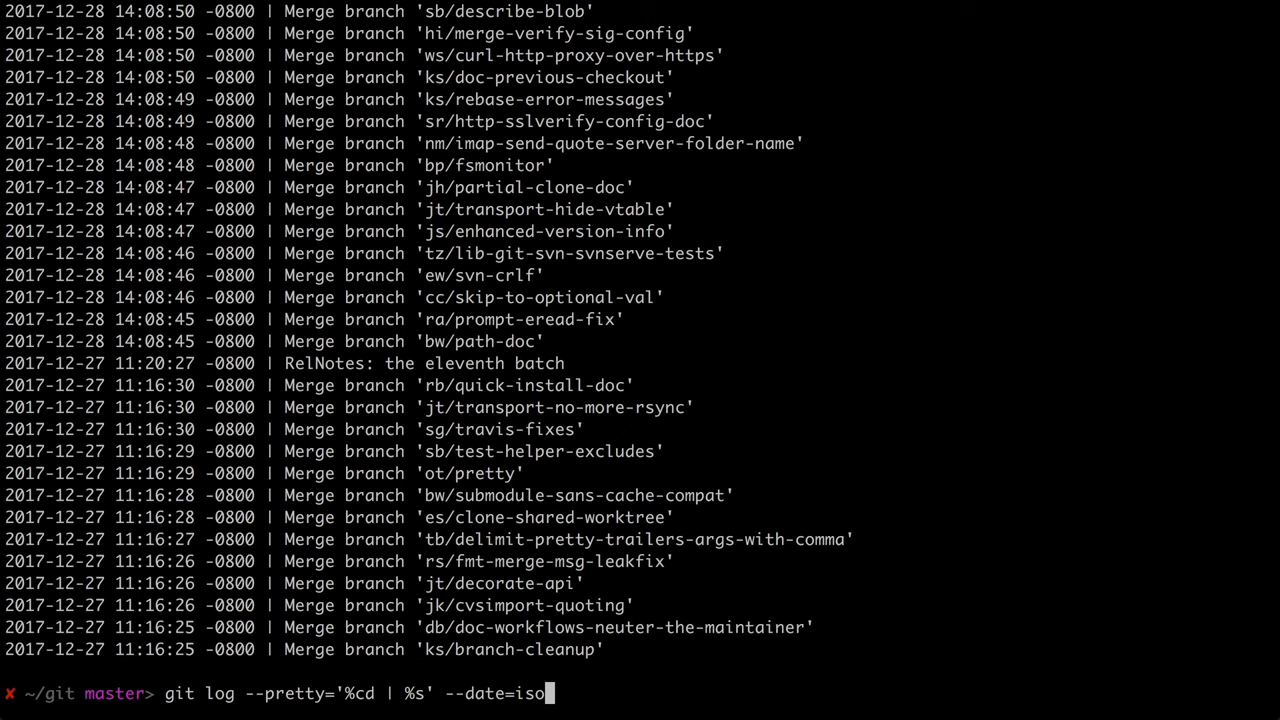 2017-12-28 14:08:50 -0800 | Merge branch 'sb/describe-blob'
2017-12-28 14:08:50 -0800 | Merge branch 'hi/merge-verify-sig-config'
2017-12-28 14:08:50 -0800 | Merge branch 'ws/curl-http-proxy-over-https'
2017-12-28 14:08:50 -0800 | Merge branch 'ks/doc-previous-checkout'
2017-12-28 14:08:49 -0800 | Merge branch 'ks/rebase-error-messages'
2017-12-28 14:08:49 -0800 | Merge branch 'sr/http-sslverify-config-doc'
2017-12-28 14:08:48 -0800 | Merge branch 'nm/imap-send-quote-server-folder-name'
2017-12-28 14:08:48 -0800 | Merge branch 'bp/fsmonitor'
2017-12-28 14:08:47 -0800 | Merge branch 'jh/partial-clone-doc'
2017-12-28 14:08:47 -0800 | Merge branch 'jt/transport-hide-vtable'
2017-12-28 14:08:47 -0800 | Merge branch 'js/enhanced-version-info'
2017-12-28 14:08:46 -0800 | Merge branch 'tz/lib-git-svn-svnserve-tests'
2017-12-28 14:08:46 -0800 | Merge branch 'ew/svn-crlf'
2017-12-28 14:08:46 -0800 | Merge branch 'cc/skip-to-optional-val'
2017-12-28 14:08:45 -0800 | Merge branch 'ra/prompt-eread-fix'
2017-12-28 14:08:45 -0800 | Merge branch 'bw/path-doc'
2017-12-27 11:20:27 -0800 | RelNotes: the eleventh batch
2017-12-27 11:16:30 -0800 | Merge branch 'rb/quick-install-doc'
2017-12-27 11:16:30 -0800 | Merge branch 'jt/transport-no-more-rsync'
2017-12-27 11:16:30 -0800 | Merge branch 'sg/travis-fixes'
2017-12-27 11:16:29 -0800 | Merge branch 'sb/test-helper-excludes'
2017-12-27 11:16:29 -0800 | Merge branch 'ot/pretty'
2017-12-27 11:16:28 -0800 | Merge branch 'bw/submodule-sans-cache-compat'
2017-12-27 11:16:28 -0800 | Merge branch 'es/clone-shared-worktree'
2017-12-27 11:16:27 -0800 | Merge branch 'tb/delimit-pretty-trailers-args-with-comma'
2017-12-27 11:16:26 -0800 | Merge branch 'rs/fmt-merge-msg-leakfix'
2017-12-27 11:16:26 -0800 | Merge branch 'jt/decorate-api'
2017-12-27 11:16:26 -0800 | Merge branch 'jk/cvsimport-quoting'
2017-12-27 11:16:25 -0800 | Merge branch 'db/doc-workflows-neuter-the-maintainer'
2017-12-27 11:16:25 -0800 | Merge branch 'ks/branch-cleanup'
✘ ~/git master> git log --pretty='%cd | %s' --date=iso